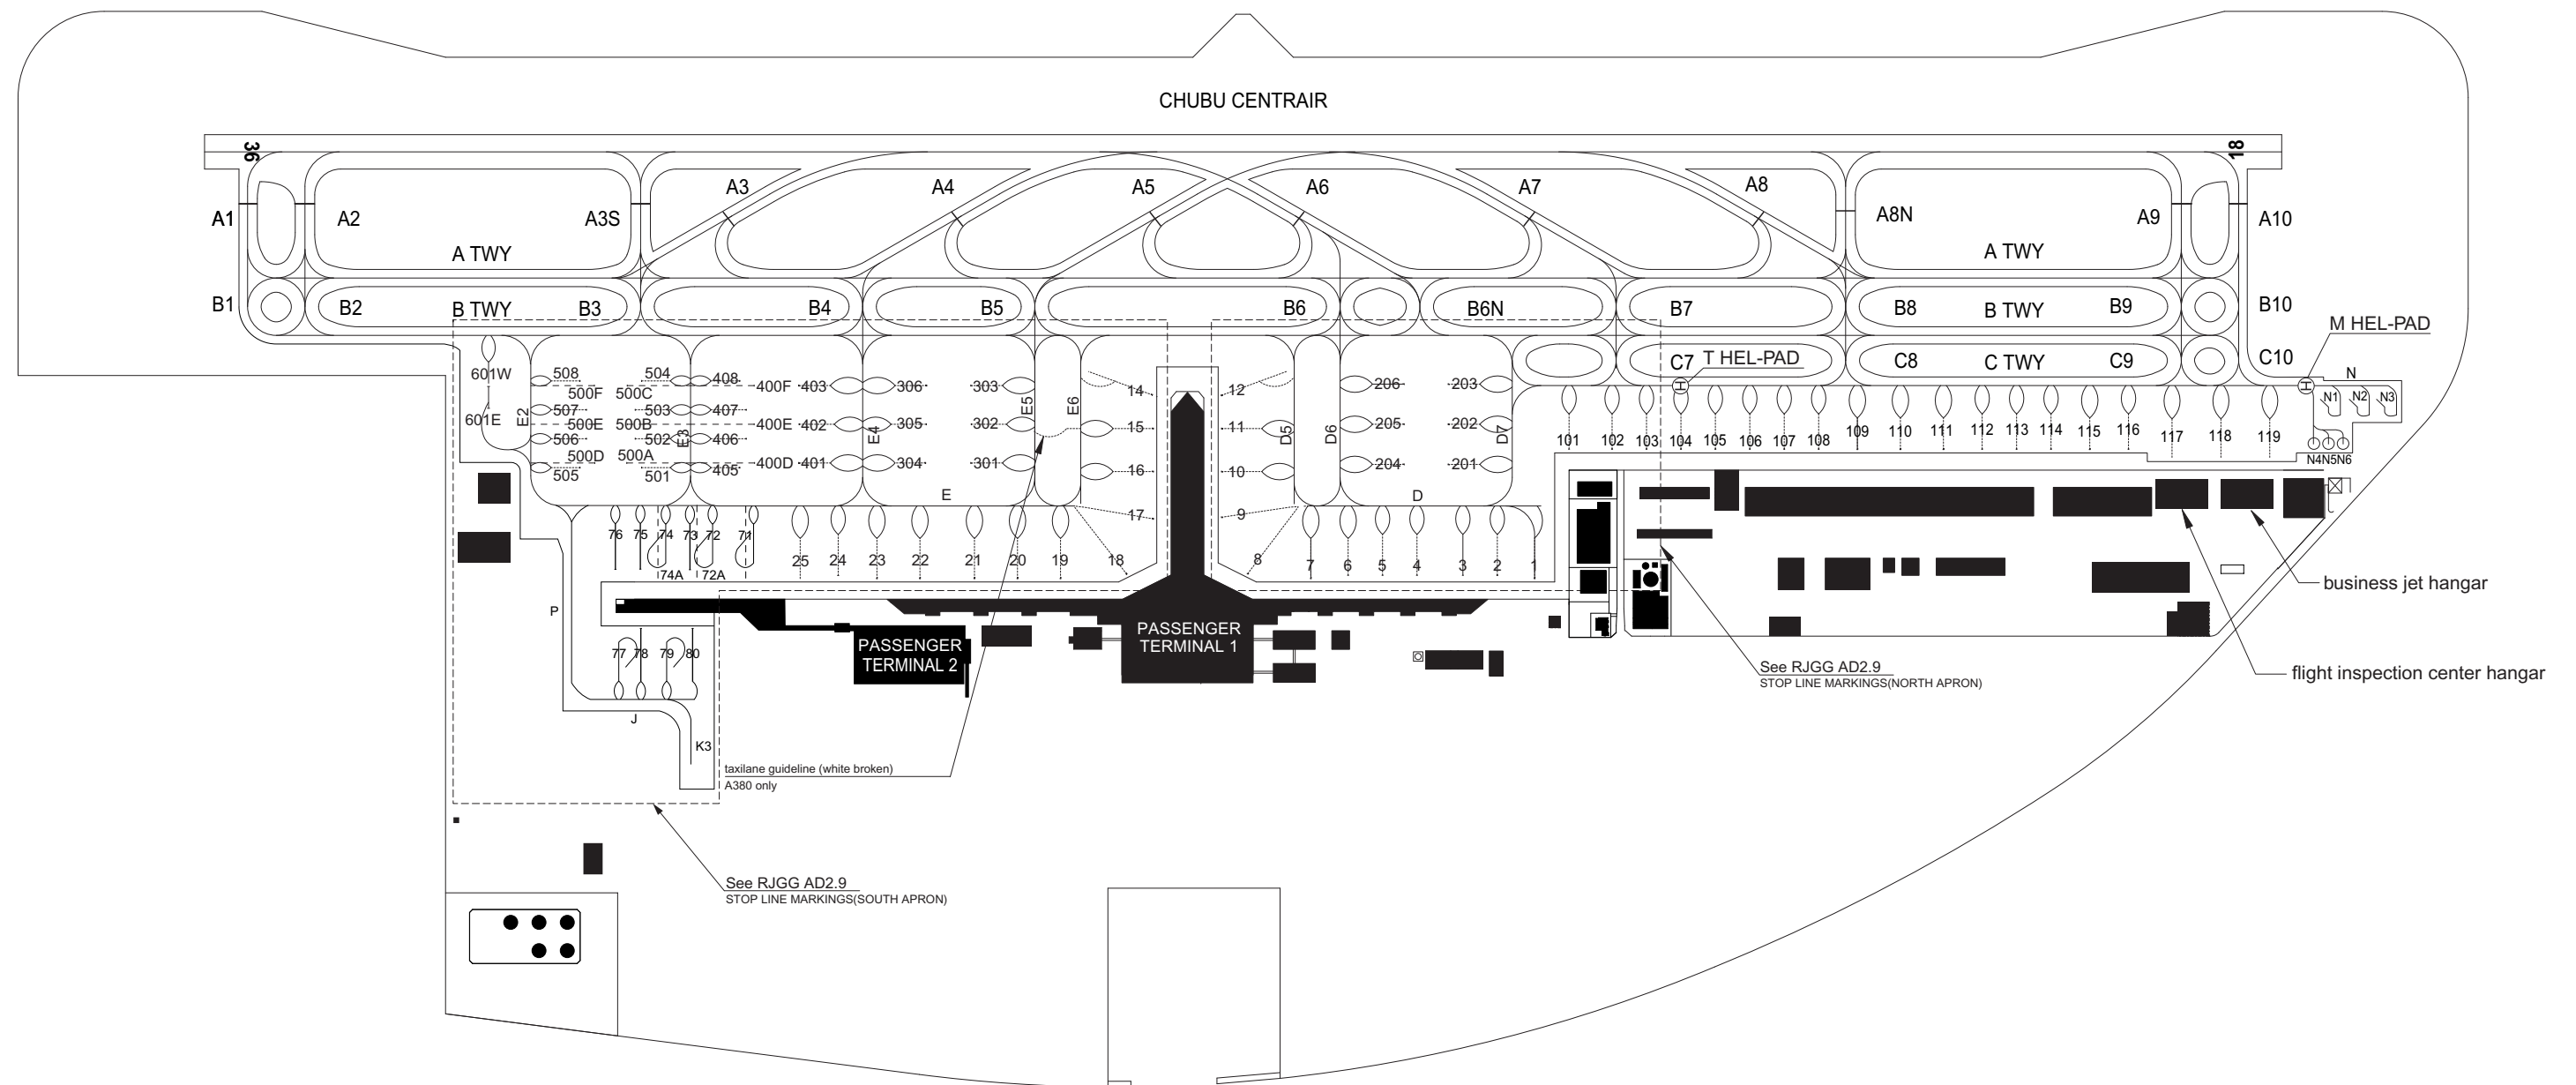 CHUBU CENTRAIR
36
18
A3
A4
A5
A6
A7
A8
A1
A2
A3S
A8N
A9
A10
A TWY
A TWY
B1
B2
B TWY
B3
B4
B5
B6
B6N
B7
B8
B TWY
B9
B10
M HEL-PAD
C7
T HEL-PAD
C8
C TWY
C9
C10
N
N1
N2
N3
N4
N5
N6
601W
601E
E2
508
500F
507
500E
506
500D
505
504
500C
503
500B
502
500A
501
E3
408
407
406
405
400F
400E
400D
403
402
401
E4
306
305
304
303
302
301
E5
E6
14
15
16
17
18
12
11
10
9
8
D5
D6
206
205
204
203
202
201
D7
101
102
103
104
105
106
107
108
109
110
111
112
113
114
115
116
117
118
119
E
D
76
75
74
73
72
71
74A
72A
25
24
23
22
21
20
19
7
6
5
4
3
2
1
P
77
78
79
80
J
K3
PASSENGER
TERMINAL 2
PASSENGER
TERMINAL 1
business jet hangar
flight inspection center hangar
See RJGG AD2.9
STOP LINE MARKINGS(NORTH APRON)
taxilane guideline (white broken)
A380 only
See RJGG AD2.9
STOP LINE MARKINGS(SOUTH APRON)